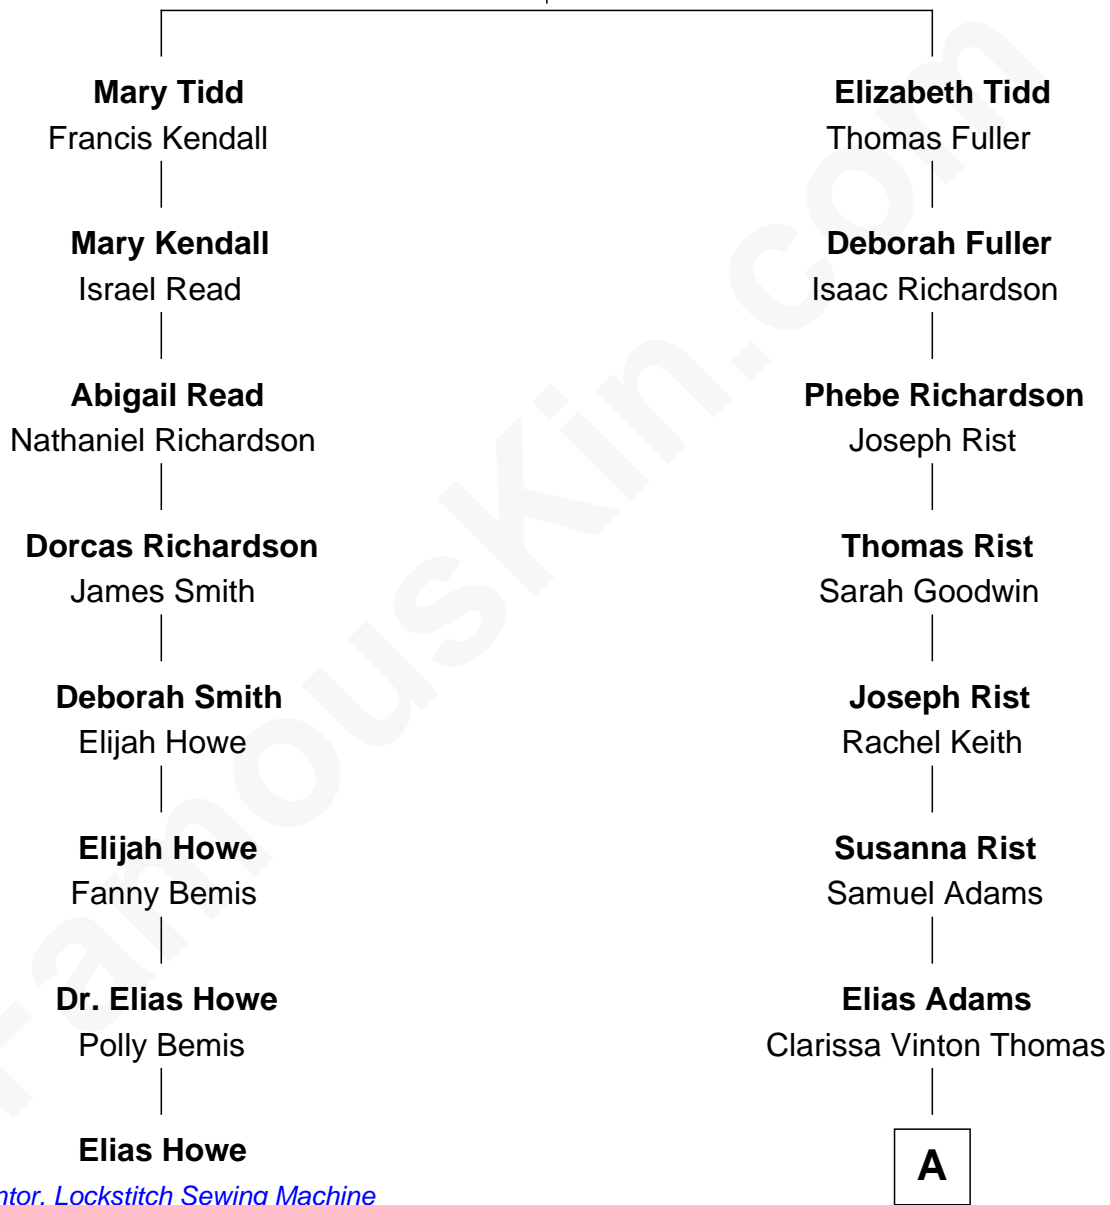 Mary Tidd
Francis Kendall
Mary Kendall
Israel Read
Abigail Read
Nathaniel Richardson
Dorcas Richardson
James Smith
Deborah Smith
Elijah Howe
Elijah Howe
Fanny Bemis
Dr. Elias Howe
Polly Bemis
Elias Howe
Lockstitch Sewing Machine
Elizabeth Tidd
Thomas Fuller
Deborah Fuller
Isaac Richardson
Phebe Richardson
Joseph Rist
Thomas Rist
Sarah Goodwin
Joseph Rist
Rachel Keith
Susanna Rist
Samuel Adams
Elias Adams
Clarissa Vinton Thomas
A
FamousKin.com